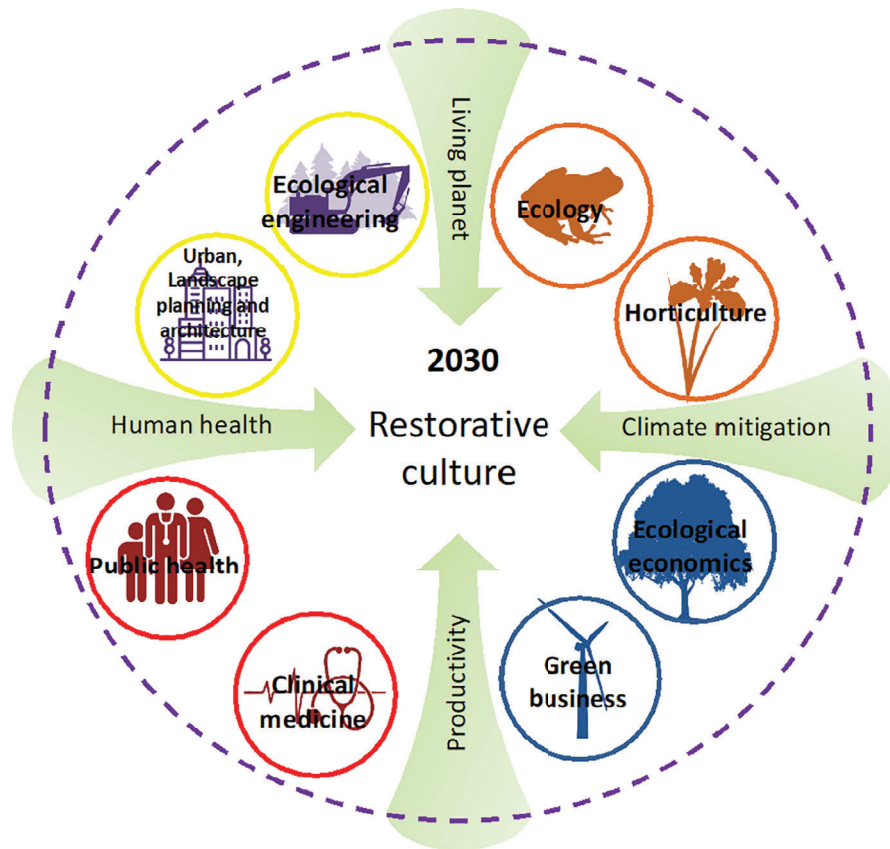 Living planet
Ecological
engineering
Ecology
Urban,
Landscape
planning and
architecture
Horticulture
2030
Restorative
culture
Human health
Climate mitigation
Public health
Ecological
economics
Clinical
medicine
Green
business
Productivity